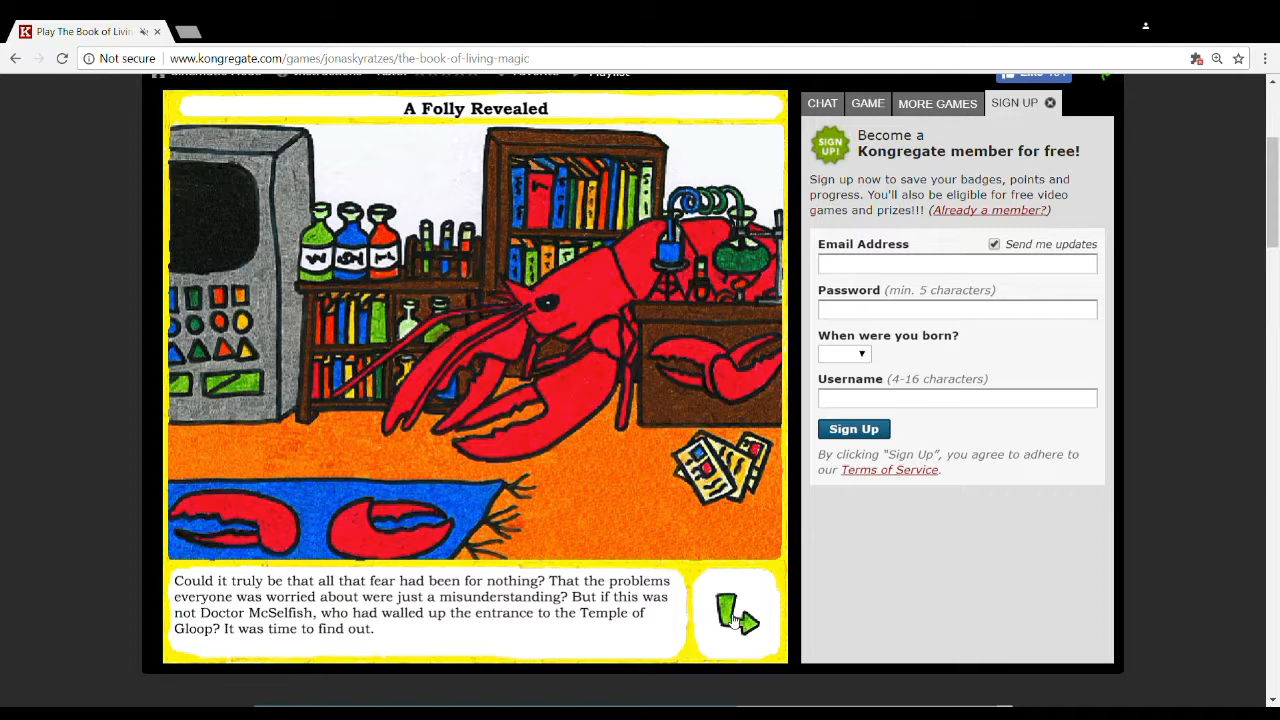 Play The Book of Livin
Not secure
www.kongregate.com/games/jonaskyratzes/the-book-of-living-magic
Playlist
A Folly Revealed
W
Could it truly be that all that fear had been for nothing? That the problems
everyone was worried about were just a misunderstanding? But if this was
not Doctor McSelfish, who had walled up the entrance to the Temple of
Gloop? It was time to find out.
CHAT
GAME
MORE GAMES
SIGN UP
SIGN UP!
Become a
Kongregate member for free!
Sign up now to save your badges, points and
progress. You'll also be eligible for free video
games and prizes!!! (Already a member?)
Email Address
Send me updates
Password (min. 5 characters)
When were you born?
Username (4-16 characters)
Sign Up
By clicking "Sign Up", you agree to adhere to
our Terms of Service.